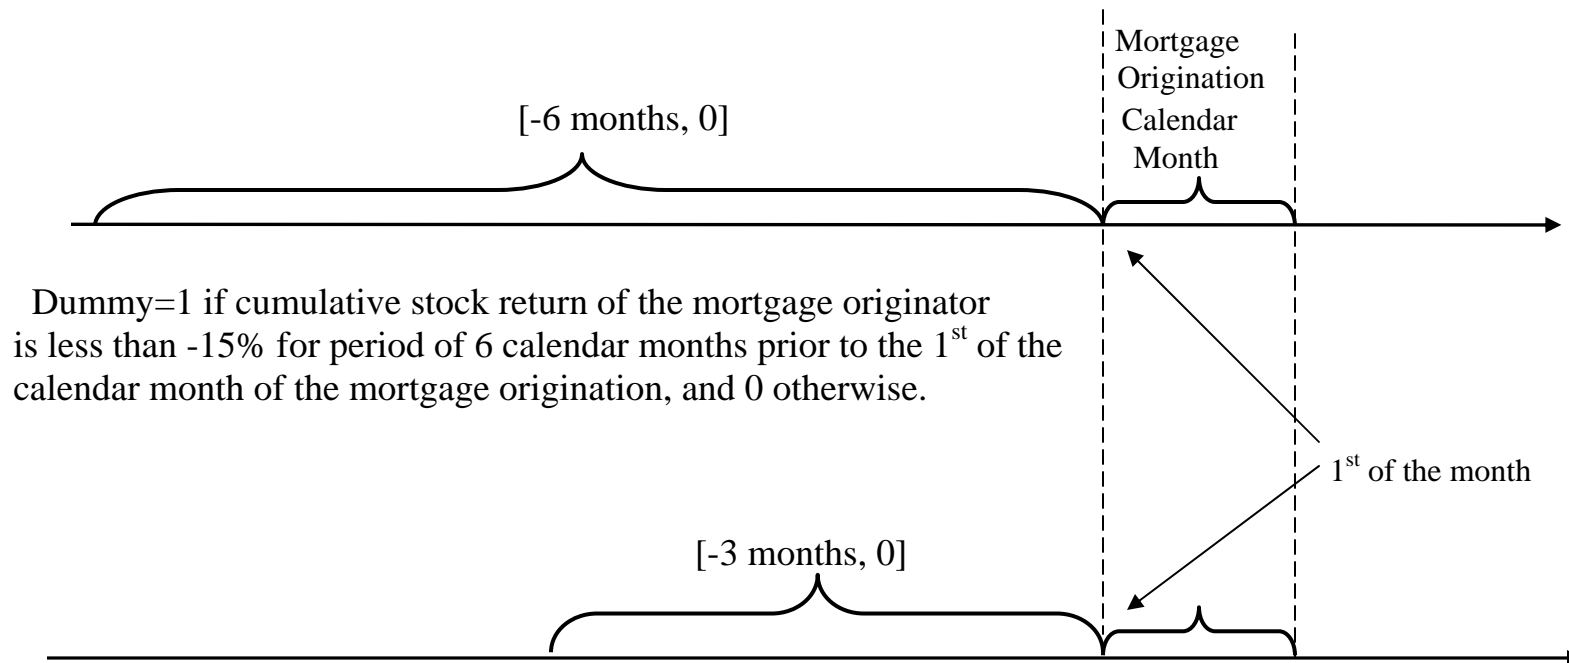 Mortgage
Origination
Calendar
Month
[-6 months, 0]
Dummy=1 if cumulative stock return of the mortgage originator
is less than -15% for period of 6 calendar months prior to the 1st of the
calendar month of the mortgage origination, and 0 otherwise.
1st of the month
[-3 months, 0]